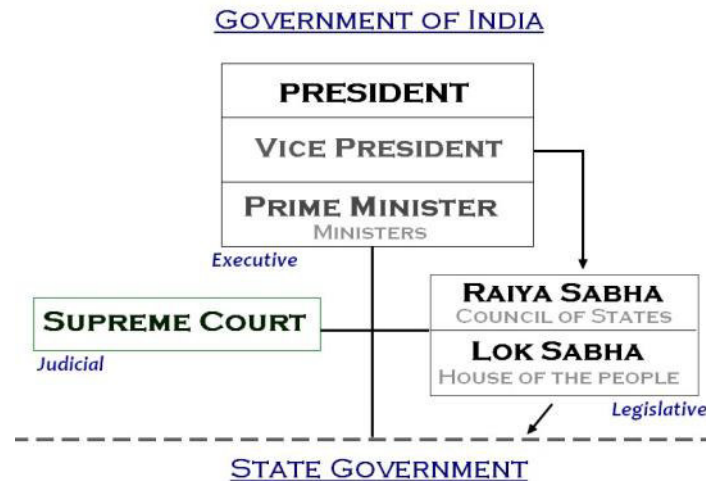 GOVERNMENT OF INDIA
PRESIDENT
VICE PRESIDENT
PRIME MINISTER
MINISTERS
Executive
RAIYA SABHA
COUNCIL OF STATES
SUPREME COURT
LOK SABHA
HOUSE OF THE PEOPLE
Judicial
Legislative
STATE GOVERNMENT